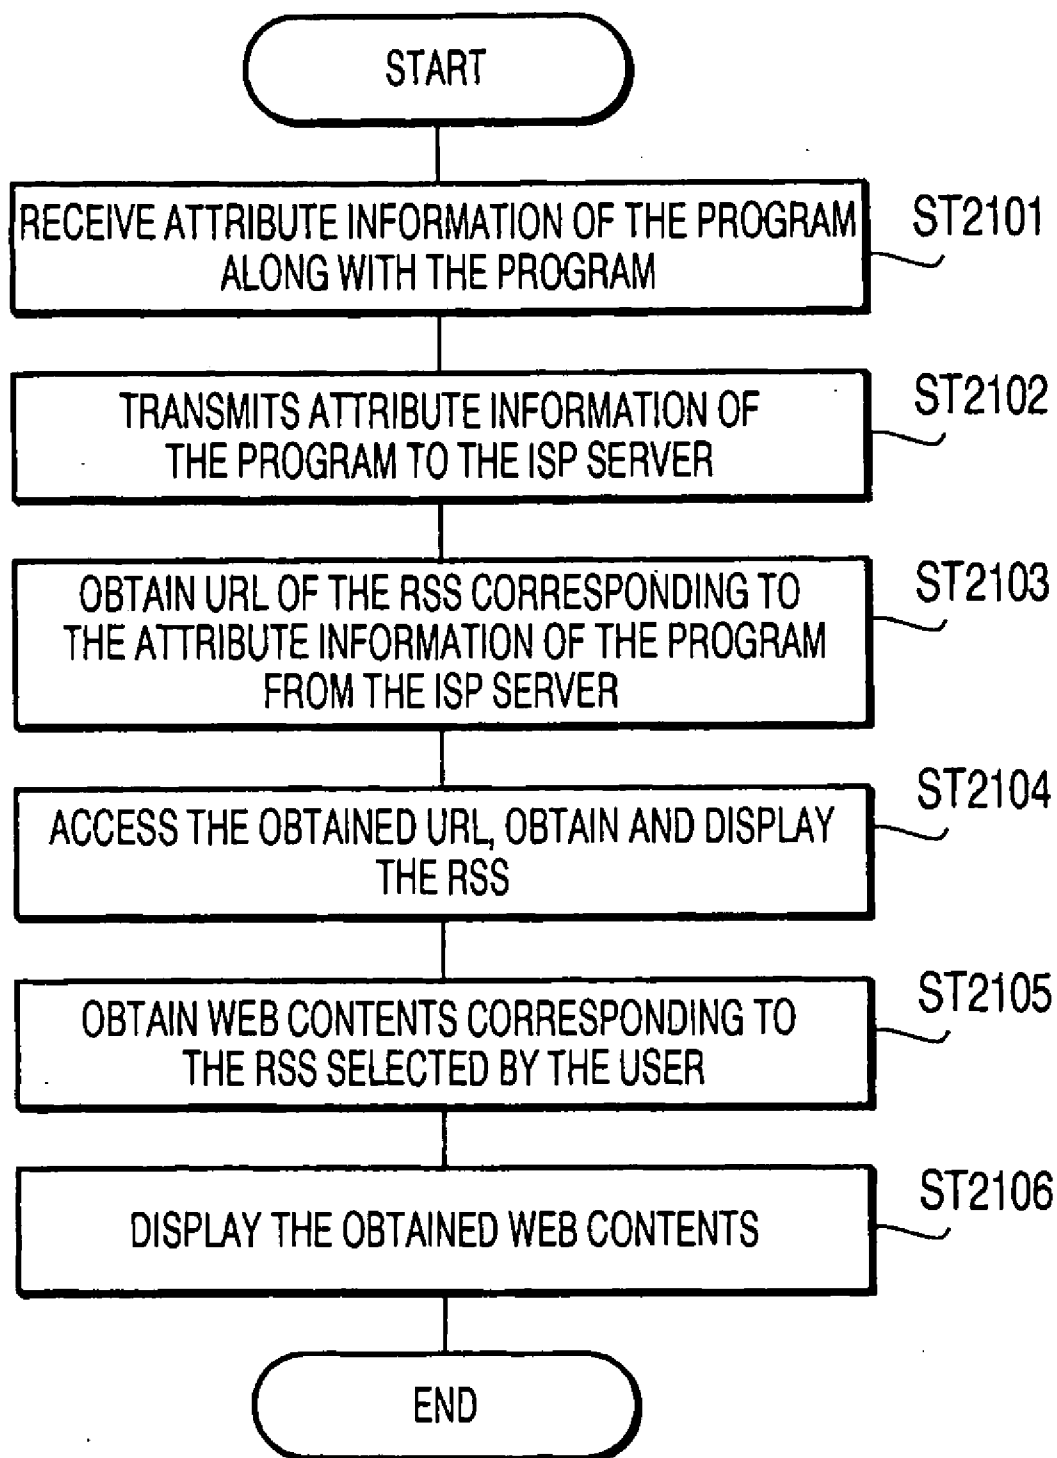 START
RECEIVE ATTRIBUTE INFORMATION OF THE PROGRAM
ALONG WITH THE PROGRAM
ST2101
TRANSMITS ATTRIBUTE INFORMATION OF
THE PROGRAM TO THE ISP SERVER
ST2102
OBTAIN URL OF THE RSS CORRESPONDING TO
THE ATTRIBUTE INFORMATION OF THE PROGRAM
FROM THE ISP SERVER
ST2103
ACCESS THE OBTAINED URL, OBTAIN AND DISPLAY
THE RSS
ST2104
OBTAIN WEB CONTENTS CORRESPONDING TO
THE RSS SELECTED BY THE USER
ST2105
DISPLAY THE OBTAINED WEB CONTENTS
ST2106
END